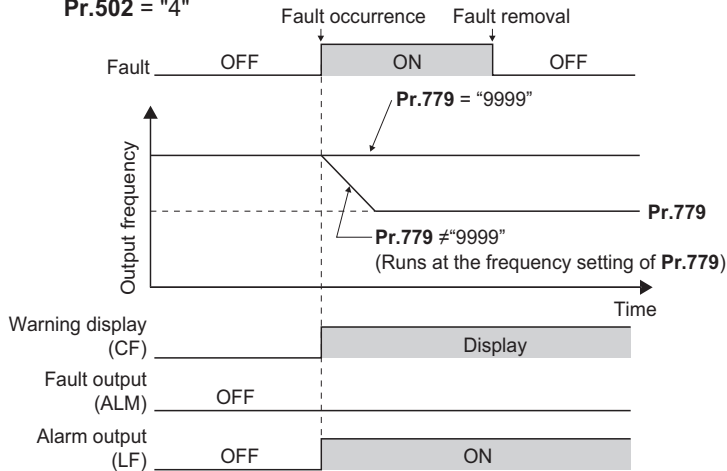 Pr.502 = "4"
Fault occurrence
Fault removal
Fault
OFF
ON
OFF
Pr.779 = “9999”
Output frequency
Pr.779
Pr.779 ≠“9999”
(Runs at the frequency setting of Pr.779)
Time
Warning display
(CF)
Display
Fault output
(ALM)
OFF
Alarm output
(LF)
OFF
ON